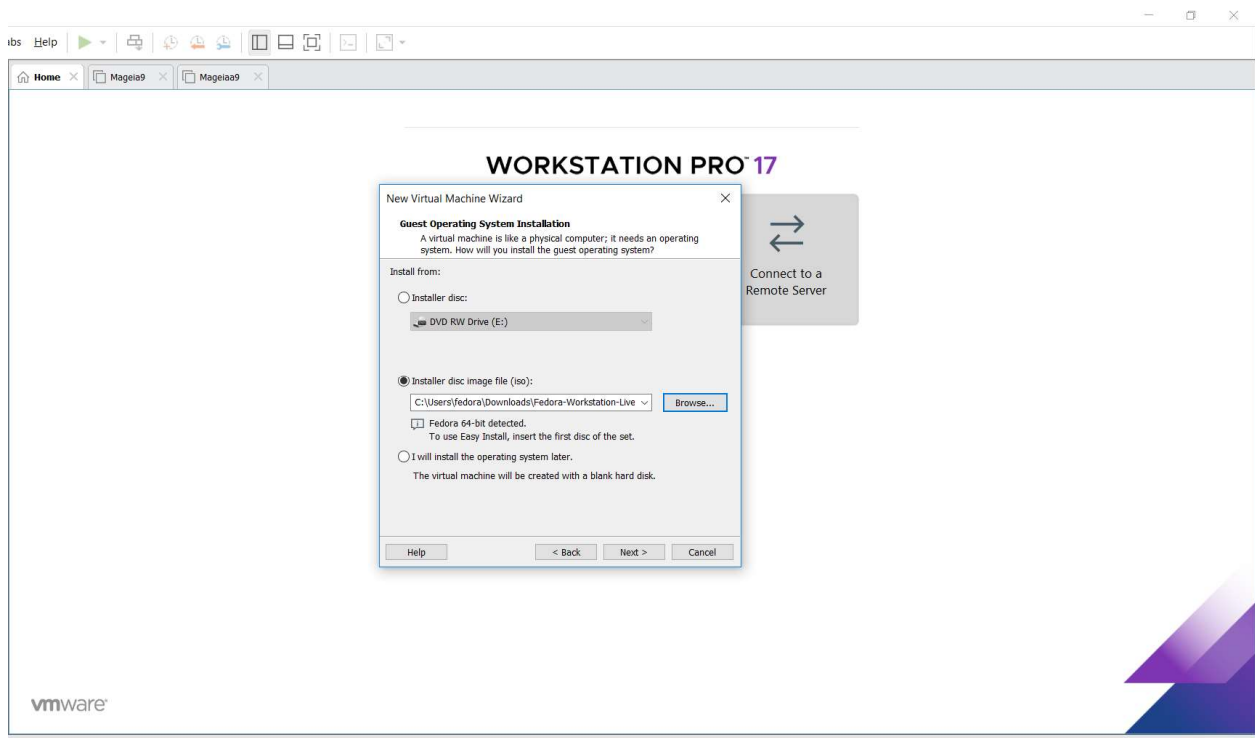 abs Help
Home
Mageia9
Mageiaa9
WORKSTATION PRO™ 17
New Virtual Machine Wizard
Guest Operating System Installation
A virtual machine is like a physical computer; it needs an operating
system. How will you install the guest operating system?
Install from:
Installer disc:
DVD RW Drive (E:)
Installer disc image file (iso):
C:\Users\fedora\Downloads\Fedora-Workstation-Live
Browse...
Fedora 64-bit detected.
To use Easy Install, insert the first disc of the set.
I will install the operating system later.
The virtual machine will be created with a blank hard disk.
Help
< Back
Next >
Cancel
Connect to a
Remote Server
vmware®